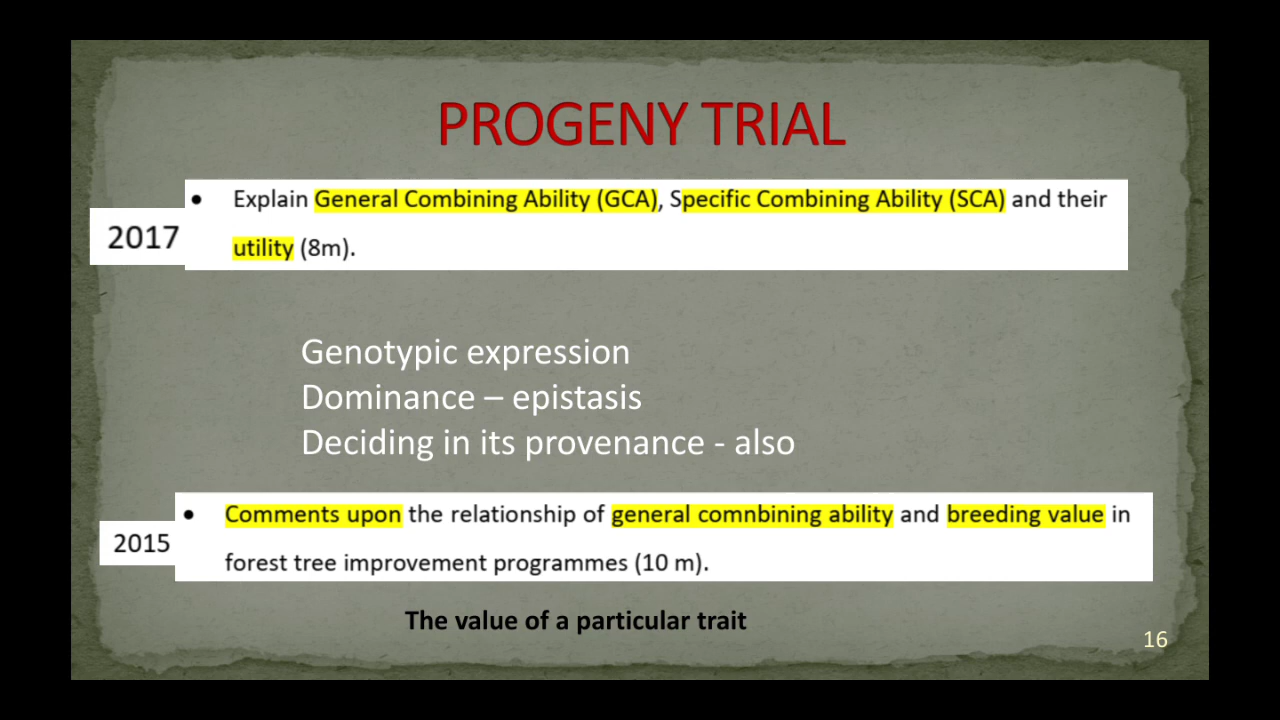 PROGENY TRIAL
• Explain General Combining Ability (GCA), Specific Combining Ability (SCA) and their
2017
utility (8m).
Genotypic expression
Dominance – epistasis
Deciding in its provenance - also
• Comments upon the relationship of general comnbining ability and breeding value in
2015
forest tree improvement programmes (10 m).
The value of a particular trait
16